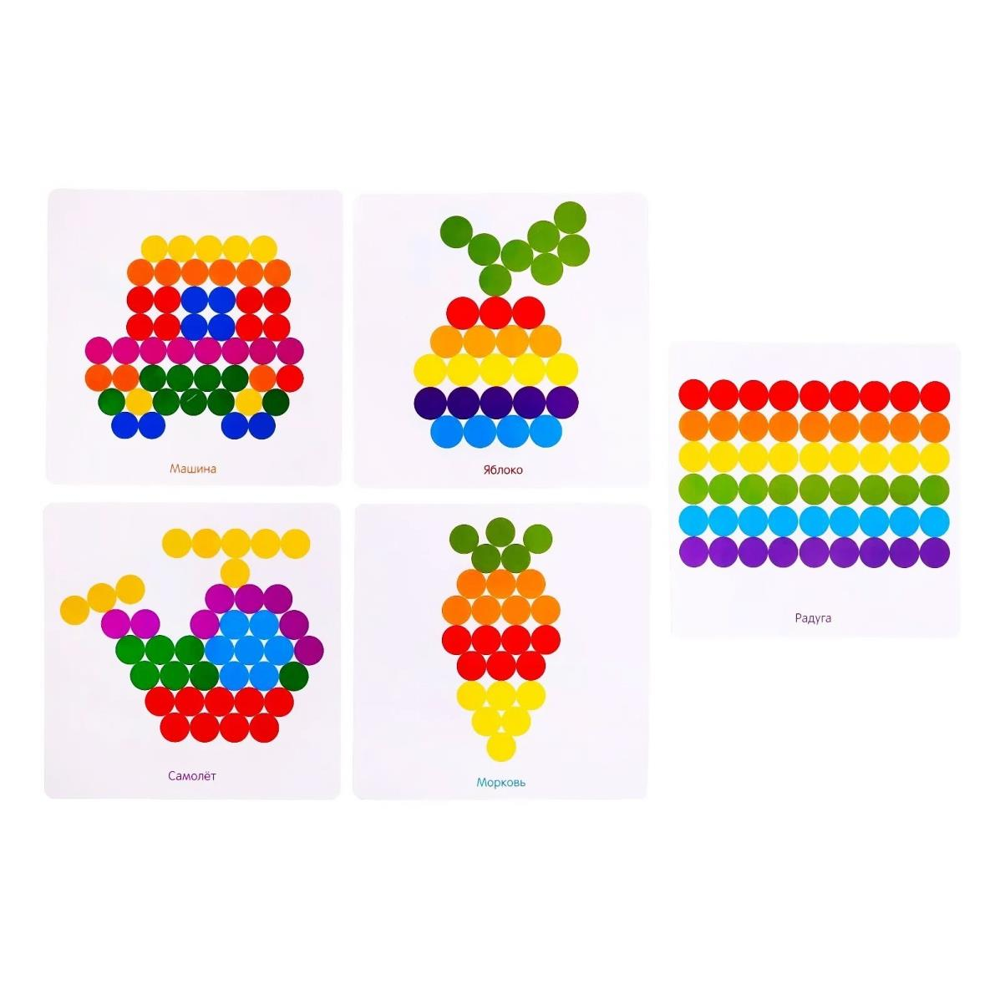 Машина
Яблоко
Радуга
Самолёт
Морковь